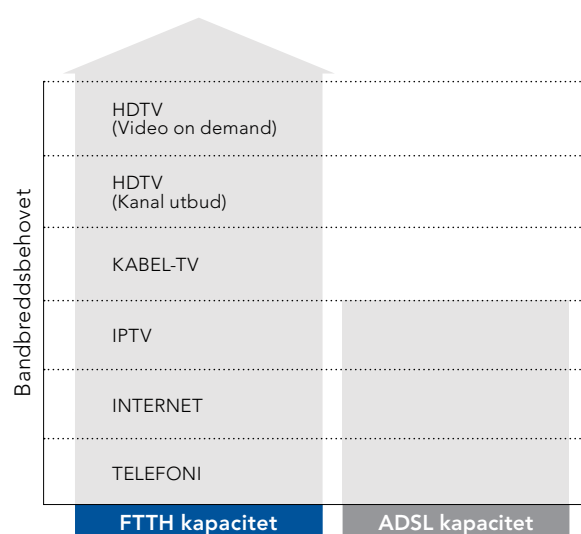 HDTV
(Video on demand)
HDTV
(Kanal utbud)
KABEL-TV
IPTV
INTERNET
TELEFONI
Bandbreddsbehovet
FTTH kapacitet
ADSL kapacitet